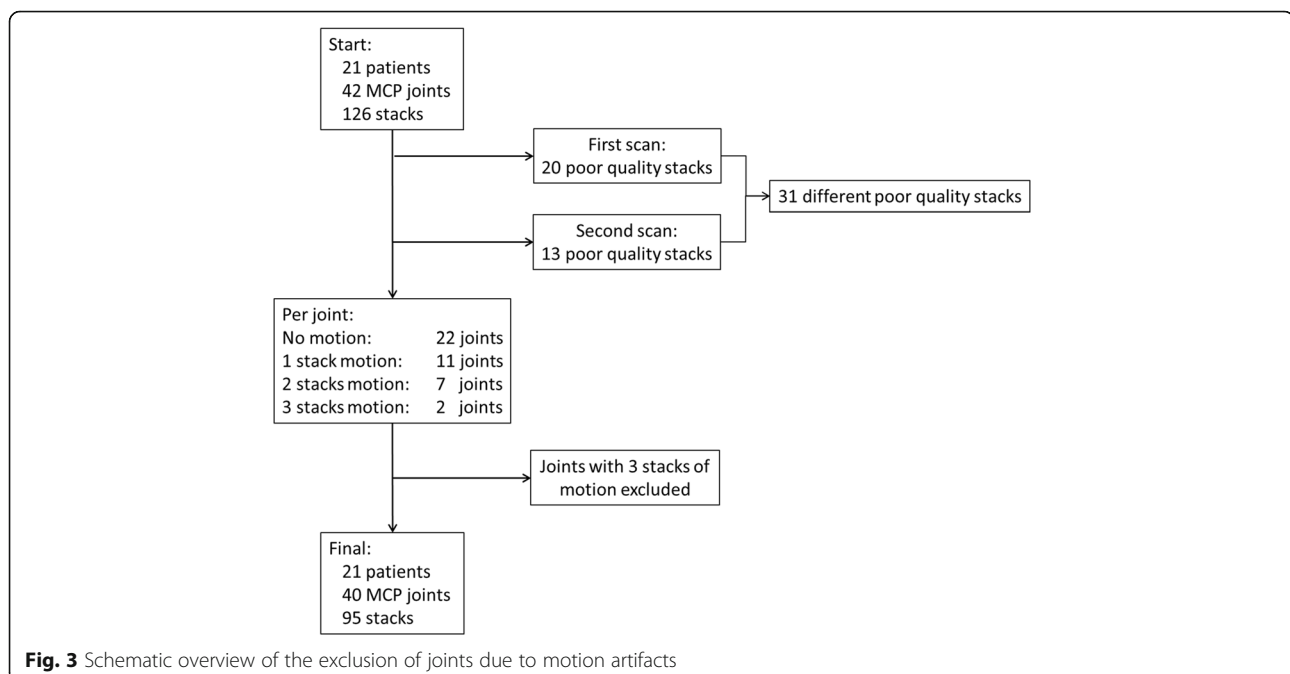 Start:
21 patients
42 MCP joints
126 stacks
First scan:
20 poor quality stacks
31 different poor quality stacks
Second scan:
13 poor quality stacks
Per joint:
No motion: 22 joints
1 stack motion: 11 joints
2 stacks motion: 7 joints
3 stacks motion: 2 joints
Joints with 3 stacks of
motion excluded
Final:
21 patients
40 MCP joints
95 stacks
Fig. 3 Schematic overview of the exclusion of joints due to motion artifacts